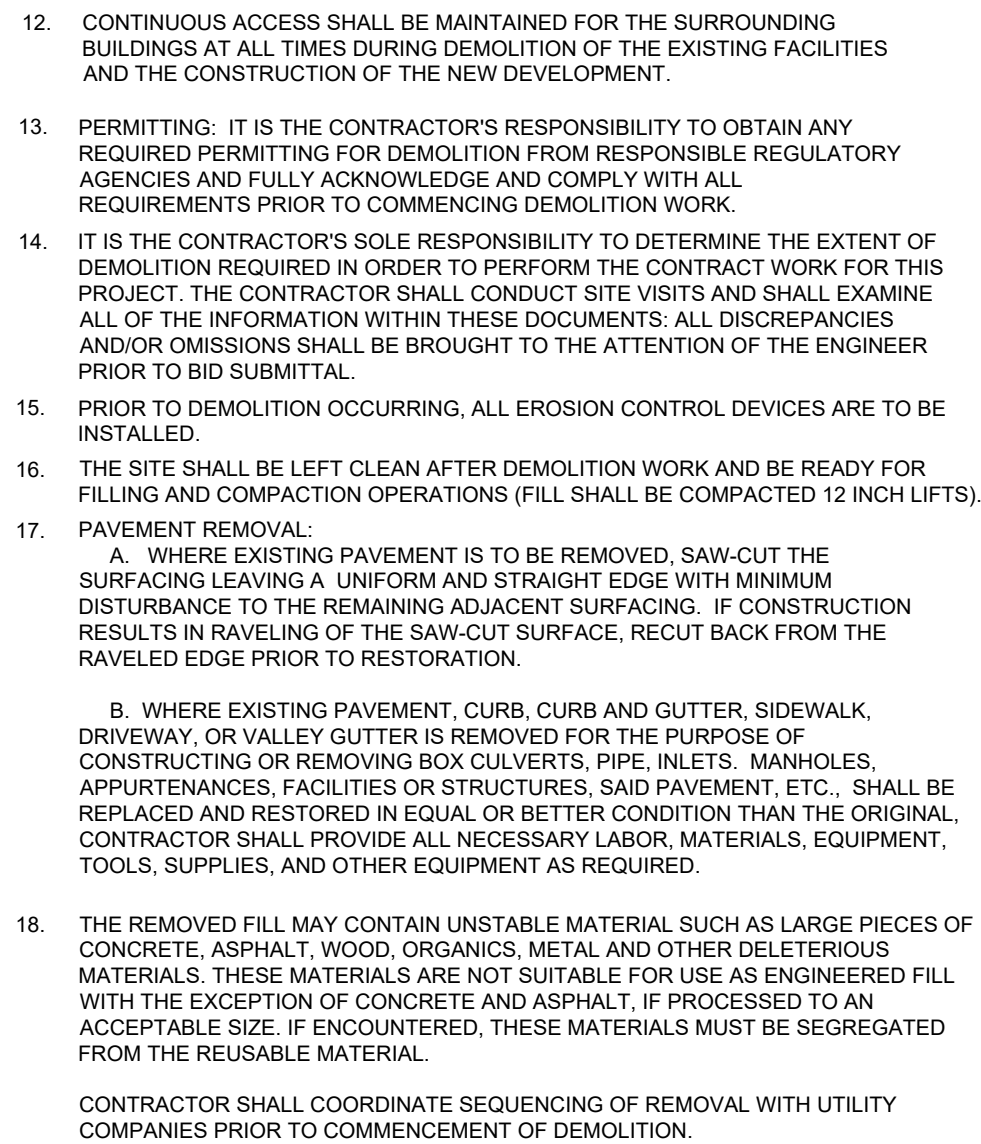 12. CONTINUOUS ACCESS SHALL BE MAINTAINED FOR THE SURROUNDING
BUILDINGS AT ALL TIMES DURING DEMOLITION OF THE EXISTING FACILITIES
AND THE CONSTRUCTION OF THE NEW DEVELOPMENT.
13. PERMITTING: IT IS THE CONTRACTOR'S RESPONSIBILITY TO OBTAIN ANY
REQUIRED PERMITTING FOR DEMOLITION FROM RESPONSIBLE REGULATORY
AGENCIES AND FULLY ACKNOWLEDGE AND COMPLY WITH ALL
REQUIREMENTS PRIOR TO COMMENCING DEMOLITION WORK.
14. IT IS THE CONTRACTOR'S SOLE RESPONSIBILITY TO DETERMINE THE EXTENT OF
DEMOLITION REQUIRED IN ORDER TO PERFORM THE CONTRACT WORK FOR THIS
PROJECT. THE CONTRACTOR SHALL CONDUCT SITE VISITS AND SHALL EXAMINE
ALL OF THE INFORMATION WITHIN THESE DOCUMENTS: ALL DISCREPANCIES
AND/OR OMISSIONS SHALL BE BROUGHT TO THE ATTENTION OF THE ENGINEER
PRIOR TO BID SUBMITTAL.
15. PRIOR TO DEMOLITION OCCURRING, ALL EROSION CONTROL DEVICES ARE TO BE
INSTALLED.
16. THE SITE SHALL BE LEFT CLEAN AFTER DEMOLITION WORK AND BE READY FOR
FILLING AND COMPACTION OPERATIONS (FILL SHALL BE COMPACTED 12 INCH LIFTS).
17. PAVEMENT REMOVAL:
A. WHERE EXISTING PAVEMENT IS TO BE REMOVED, SAW-CUT THE
SURFACING LEAVING A UNIFORM AND STRAIGHT EDGE WITH MINIMUM
DISTURBANCE TO THE REMAINING ADJACENT SURFACING. IF CONSTRUCTION
RESULTS IN RAVELING OF THE SAW-CUT SURFACE, RECUT BACK FROM THE
RAVELED EDGE PRIOR TO RESTORATION.
B. WHERE EXISTING PAVEMENT, CURB, CURB AND GUTTER, SIDEWALK,
DRIVEWAY, OR VALLEY GUTTER IS REMOVED FOR THE PURPOSE OF
CONSTRUCTING OR REMOVING BOX CULVERTS, PIPE, INLETS. MANHOLES,
APPURTENANCES, FACILITIES OR STRUCTURES, SAID PAVEMENT, ETC., SHALL BE
REPLACED AND RESTORED IN EQUAL OR BETTER CONDITION THAN THE ORIGINAL,
CONTRACTOR SHALL PROVIDE ALL NECESSARY LABOR, MATERIALS, EQUIPMENT,
TOOLS, SUPPLIES, AND OTHER EQUIPMENT AS REQUIRED.
18. THE REMOVED FILL MAY CONTAIN UNSTABLE MATERIAL SUCH AS LARGE PIECES OF
CONCRETE, ASPHALT, WOOD, ORGANICS, METAL AND OTHER DELETERIOUS
MATERIALS. THESE MATERIALS ARE NOT SUITABLE FOR USE AS ENGINEERED FILL
WITH THE EXCEPTION OF CONCRETE AND ASPHALT, IF PROCESSED TO AN
ACCEPTABLE SIZE. IF ENCOUNTERED, THESE MATERIALS MUST BE SEGREGATED
FROM THE REUSABLE MATERIAL.
CONTRACTOR SHALL COORDINATE SEQUENCING OF REMOVAL WITH UTILITY
COMPANIES PRIOR TO COMMENCEMENT OF DEMOLITION.